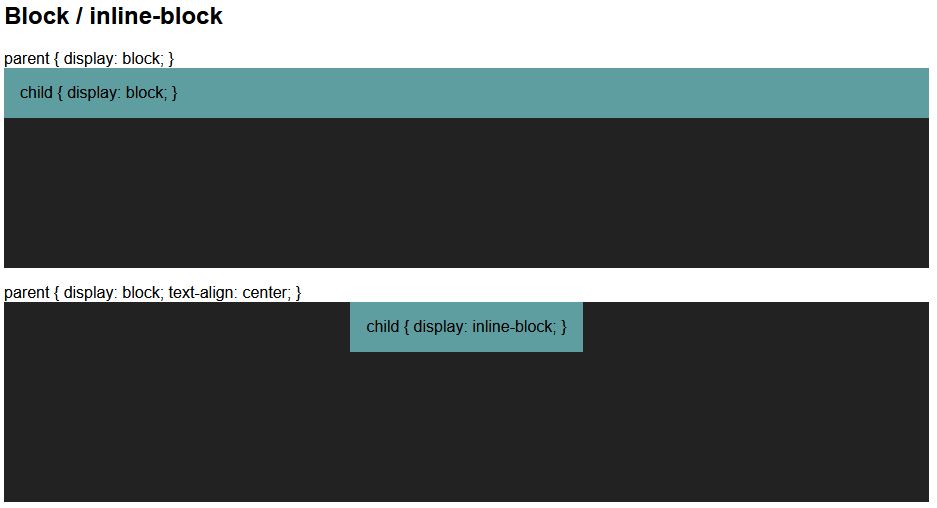 Block / inline-block
parent { display: block; }
child { display: block; }
parent { display: block; text-align: center; }
child { display: inline-block; }